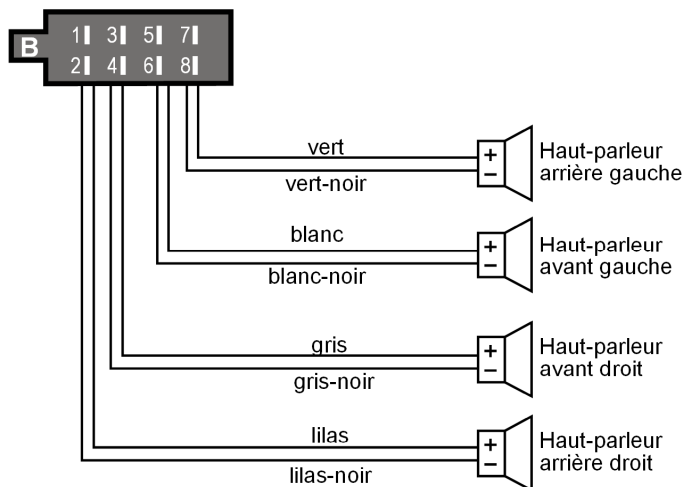 B
1 3 5 7
2 4 6 8
vert
+
Haut-parleur
arrière gauche
vert-noir
−
blanc
+
Haut-parleur
avant gauche
blanc-noir
−
gris
+
Haut-parleur
avant droit
gris-noir
−
lilas
+
Haut-parleur
arrière droit
lilas-noir
−